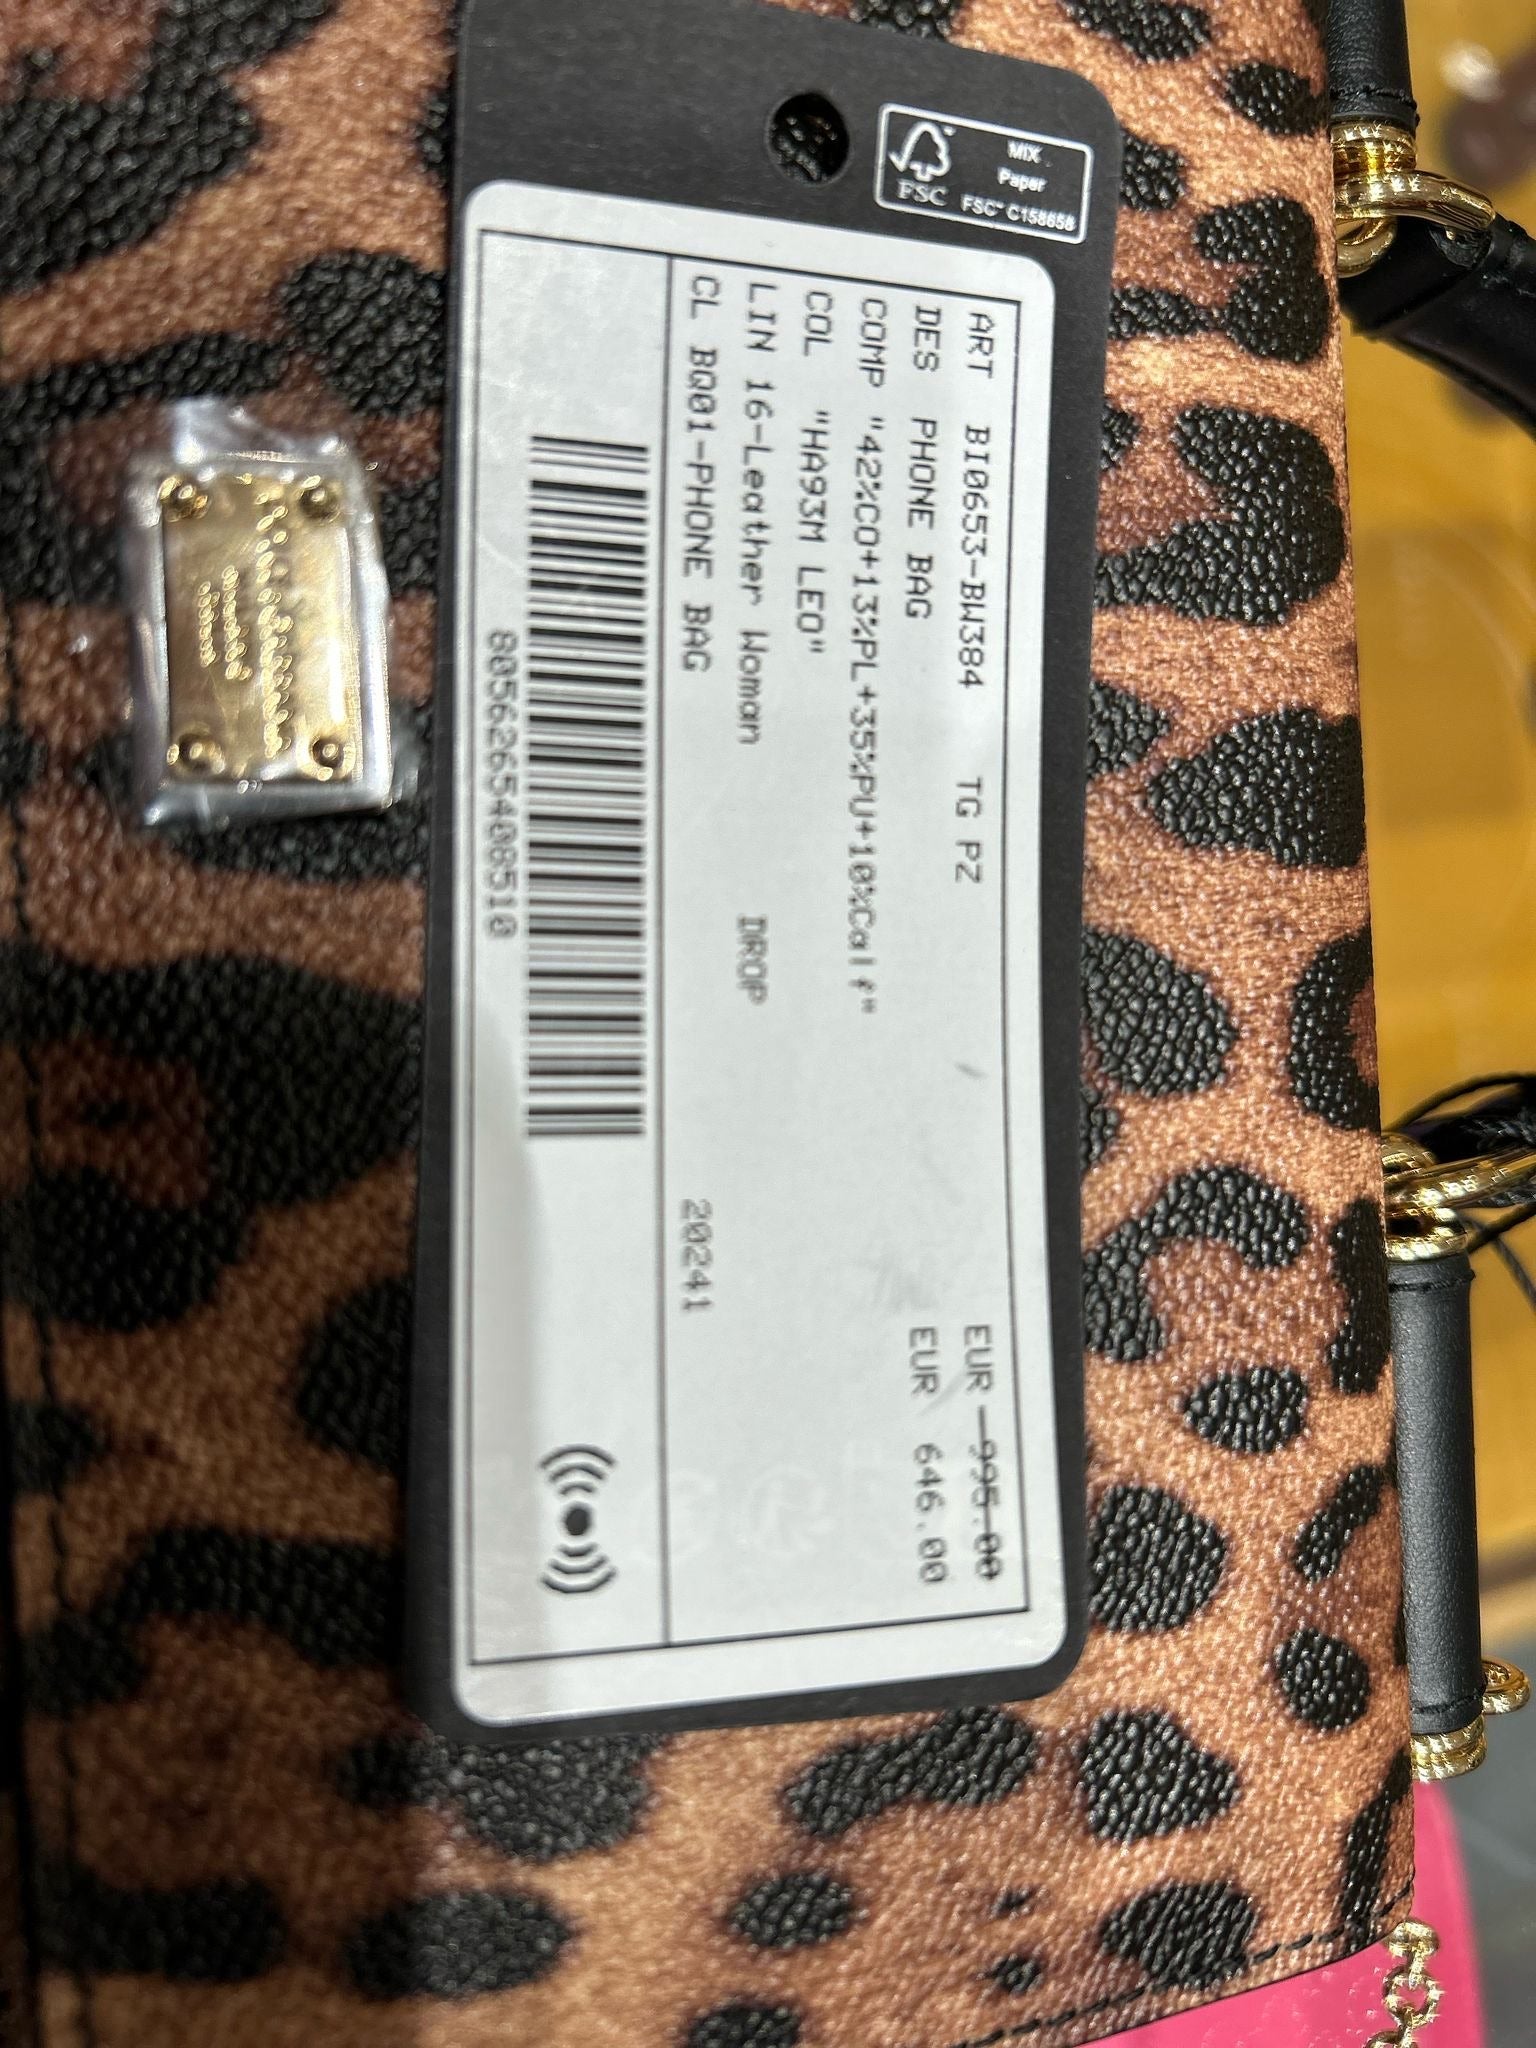 MIX
Paper
FSC
FSC® C158658
ART BI0653-BW384 TG PZ EUR 995.00
DES PHONE BAG EUR 646.00
COMP "42%CO+13%PL+35%PU+10%Calf"
COL "HA93M LEO"
LIN 16-Leather Woman DROP
CL BQ01-PHONE BAG 20241
8056265408510